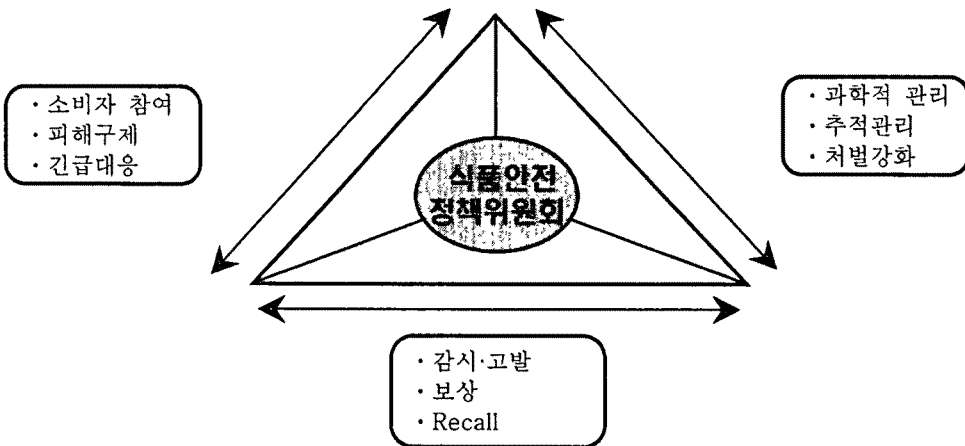 · 소비자 참여
· 피해구제
· 긴급대응
· 과학적 관리
· 추적관리
· 처벌강화
식품안전
정책위원회
· 감시·고발
· 보상
· Recall